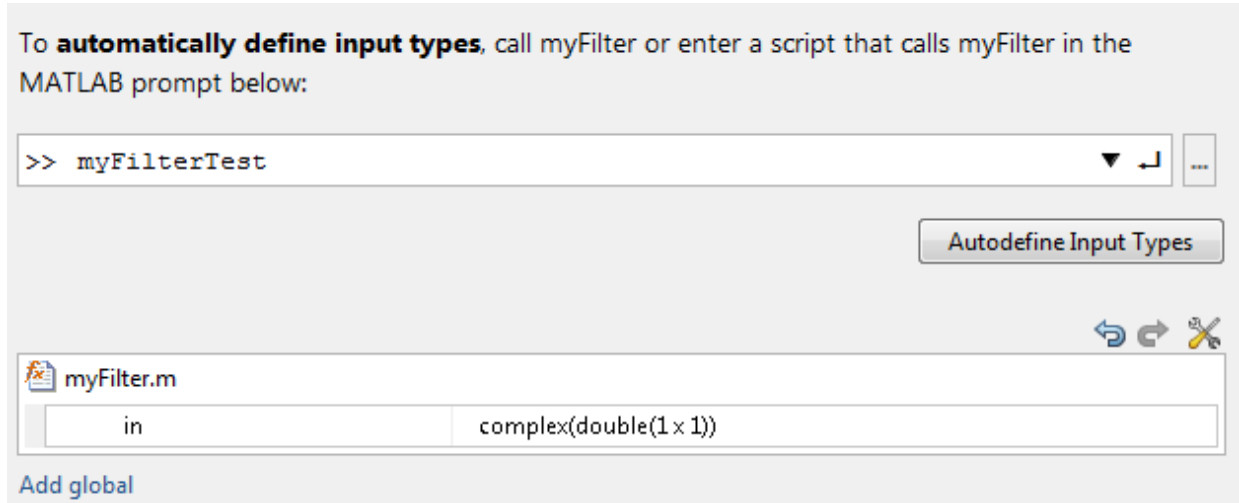 To automatically define input types, call myFilter or enter a script that calls myFilter in the
MATLAB prompt below:
>> myFilterTest
...
Autodefine Input Types
myFilter.m
in complex(double(1 x 1))
Add global